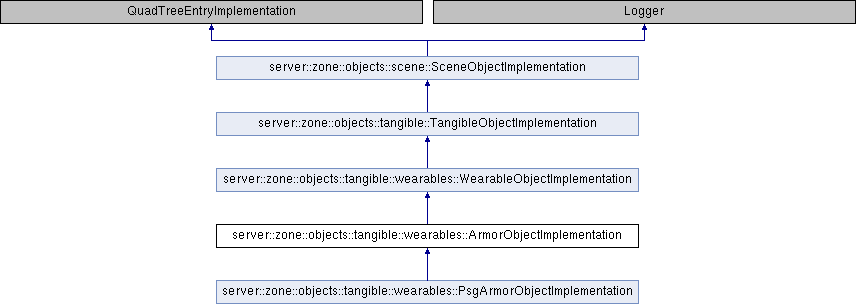 QuadTreeEntryImplementation
Logger
server::zone::objects::scene::SceneObjectImplementation
server::zone::objects::tangible::TangibleObjectImplementation
server::zone::objects::tangible::wearables::WearableObjectImplementation
server::zone::objects::tangible::wearables::ArmorObjectImplementation
server::zone::objects::tangible::wearables::PsgArmorObjectImplementation